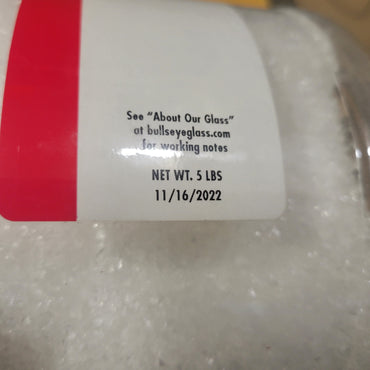 See "About Our Glass"
at bullseyeglass.com
for working notes
NET WT. 5 LBS
11/16/2022